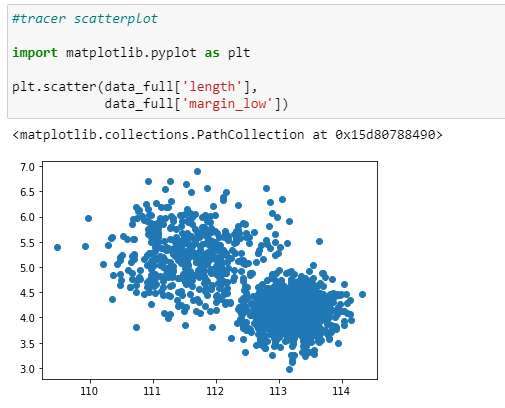 #tracer scatterplot
import matplotlib.pyplot as plt
plt.scatter(data_full['length'],
data_full['margin_low'])
<matplotlib.collections.PathCollection at 0x15d80788490>
7.0
6.5
6.0
5.5
5.0
4.5
4.0
3.5
3.0
110 111 112 113 114